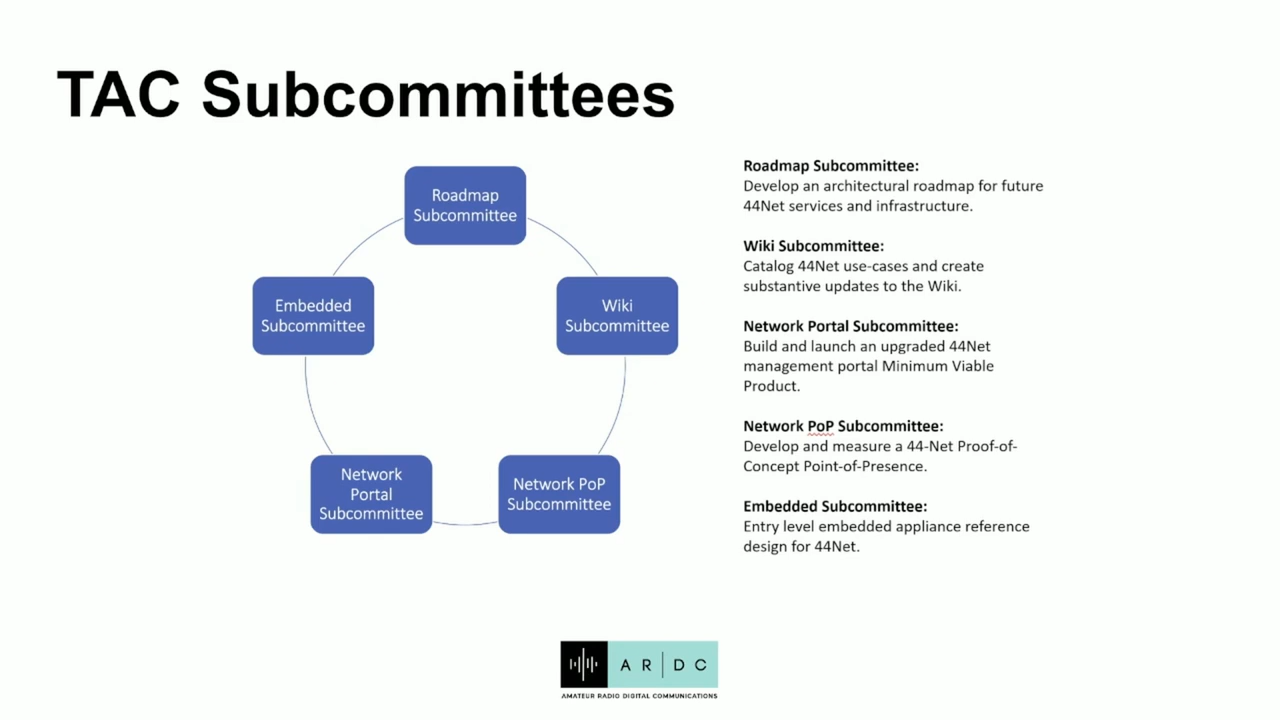 TAC Subcommittees
Roadmap
Subcommittee
Embedded
Subcommittee
Wiki
Subcommittee
Network
Portal
Subcommittee
Network PoP
Subcommittee
Roadmap Subcommittee:
Develop an architectural roadmap for future
44Net services and infrastructure.
Wiki Subcommittee:
Catalog 44Net use-cases and create
substantive updates to the Wiki.
Network Portal Subcommittee:
Build and launch an upgraded 44Net
management portal Minimum Viable
Product.
Network PoP Subcommittee:
Develop and measure a 44-Net Proof-of-
Concept Point-of-Presence.
Embedded Subcommittee:
Entry level embedded appliance reference
design for 44Net.
AR|DC
AMATEUR RADIO DIGITAL COMMUNICATIONS